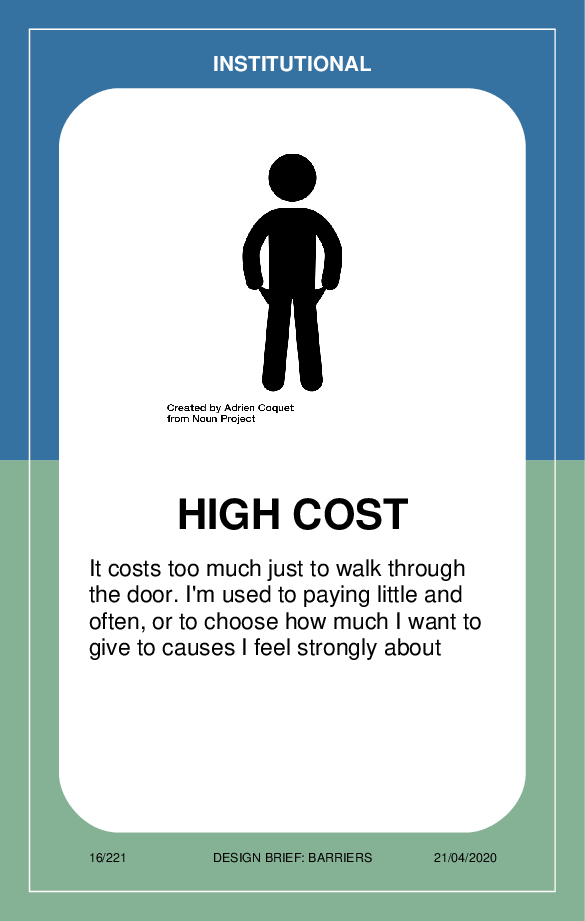 INSTITUTIONAL
Created by Adrien Coquet
from Noun Project
HIGH COST
It costs too much just to walk through
the door. I'm used to paying little and
often, or to choose how much I want to
give to causes I feel strongly about
16/221 DESIGN BRIEF: BARRIERS 21/04/2020